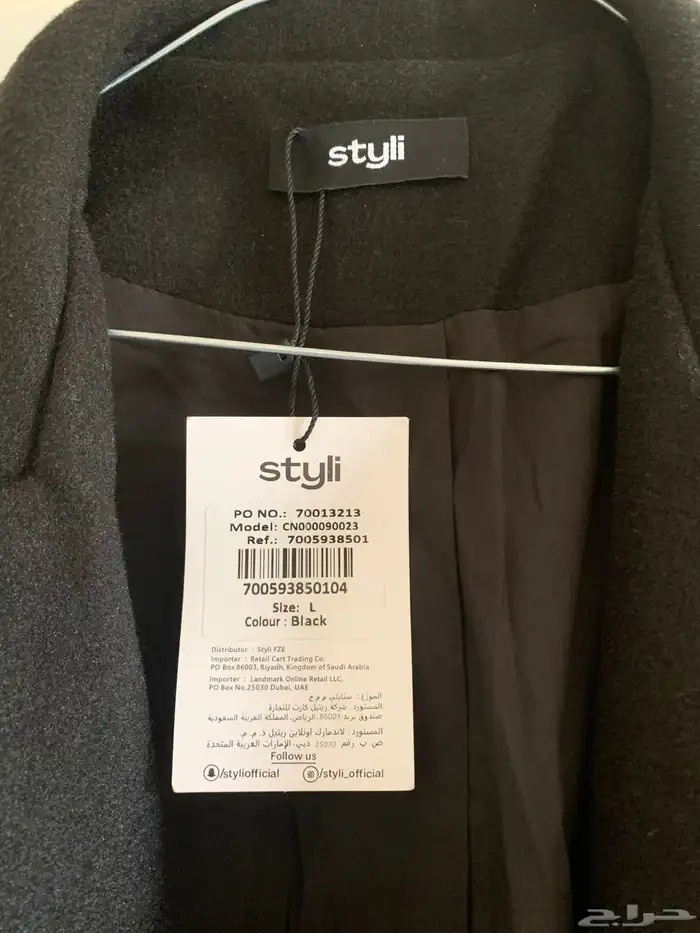 styli
styli
PO NO.: 70013213
Model: CN000090023
Ref.: 7005938501
700593850104
Size: L
Colour : Black
Distributor : Styli FZE
Importer : Retail Cart Trading Co.
PO Box 86003, Riyadh, Kingdom of Saudi Arabia
Importer : Landmark Online Retail LLC,
PO Box No.25030 Dubai, UAE
الموزع: ستايلي م م ح
المستورد: شركة ريتيل كارت للتجارة
صندوق بريد 86003، الرياض، المملكة العربية السعودية
المستورد: لاندمارك اونلاين ريتيل ذ.م.م.
ص ب رقم 25030 دبي، الإمارات العربية المتحدة
Follow us
/styliofficial /styli_official
حراج